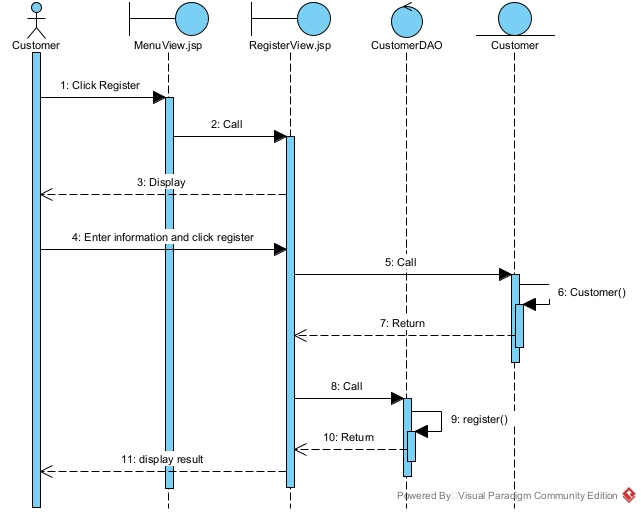 Customer
MenuView.jsp
RegisterView.jsp
CustomerDAO
Customer
1: Click Register
2: Call
3: Display
4: Enter information and click register
5: Call
6: Customer()
7: Return
8: Call
9: register()
10: Return
11: display result
Powered By Visual Paradigm Community Edition